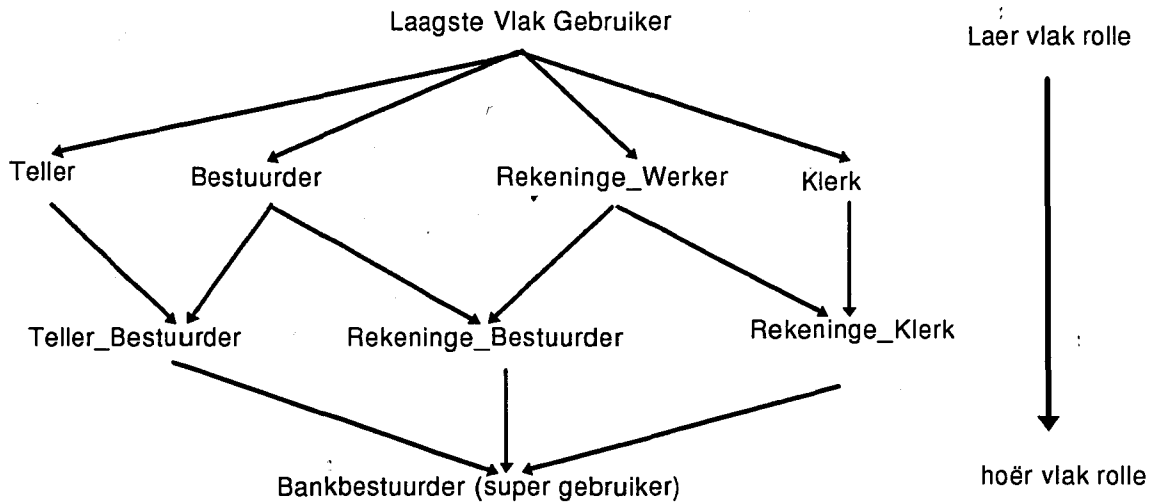 Laagste Vlak Gebruiker
Laer vlak rolle
Teller
Bestuurder
Rekeninge_Werker
Klerk
Teller_Bestuurder
Rekeninge_Bestuurder
Rekeninge_Klerk
Bankbestuurder (super gebruiker)
hoër vlak rolle